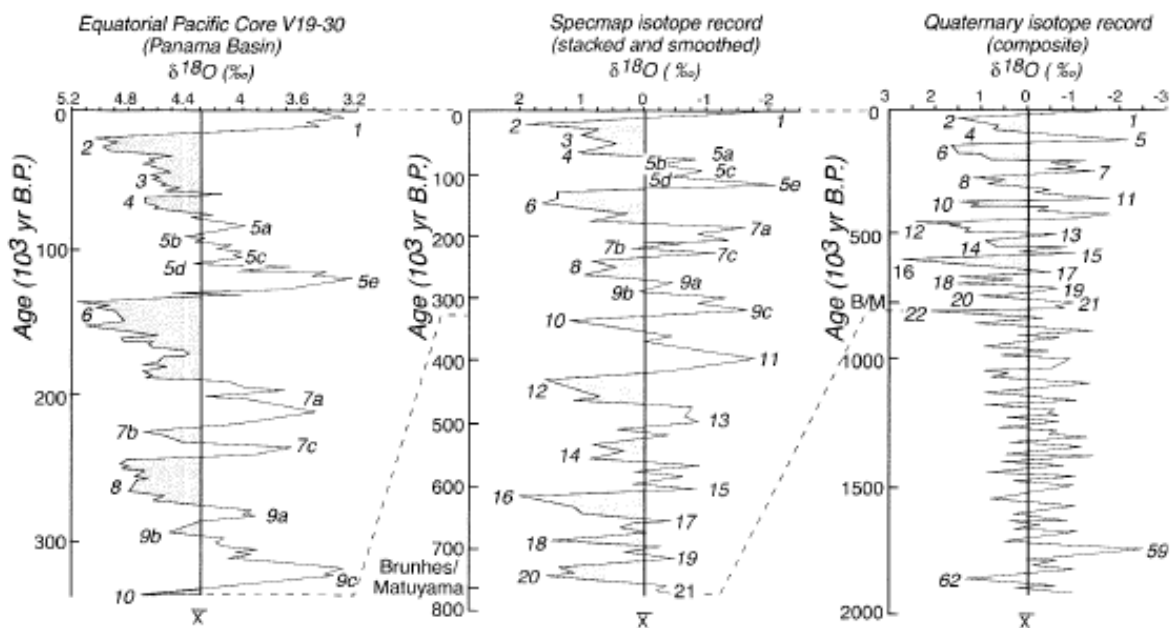 Equatorial Pacific Core V19-30
(Panama Basin)
δ18O (‰)
5.2 4.8 4.4 4 3.6 3.2
0
100
200
300
Age (10³ yr B.P.)
1
2
3
4
5a
5b
5c
5d
5e
6
7a
7b
7c
8
9a
9b
9c
10
X̅
Specmap isotope record
(stacked and smoothed)
δ18O (‰)
2 1 0 -1 -2
0
100
200
300
400
500
600
700
800
Age (10³ yr B.P.)
Brunhes/
Matuyama
1
2
3
4
5a
5b
5c
5d
5e
6
7a
7b
7c
8
9a
9b
9c
10
11
12
13
14
15
16
17
18
19
20
21
X̅
Quaternary isotope record
(composite)
δ18O (‰)
3 2 1 0 -1 -2 -3
0
500
B/M
1000
1500
2000
Age (10³ yr B.P.)
1
2
4
5
6
7
8
10
11
12
13
14
15
16
17
18
19
20
21
22
59
62
X̅